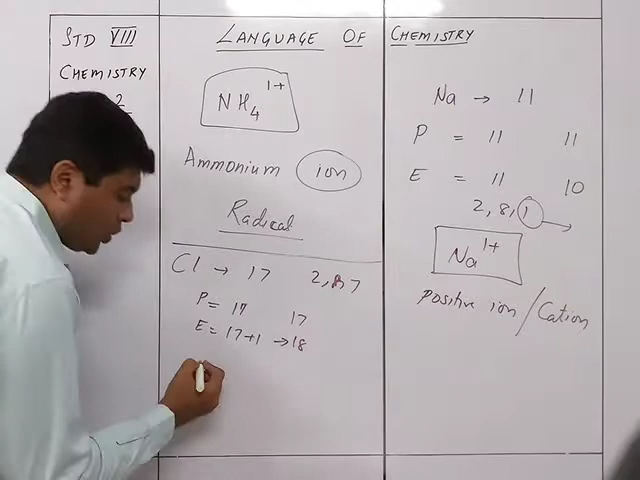 STD VIII
CHEMISTRY
2
LANGUAGE OF CHEMISTRY
NH4 1+
Ammonium ion
Radical
Cl → 17 2, 8, 7
P = 17 17
E = 17+1 → 18
Na → 11
P = 11 11
E = 11 10
2, 8, 1 →
Na 1+
Positive ion / Cation